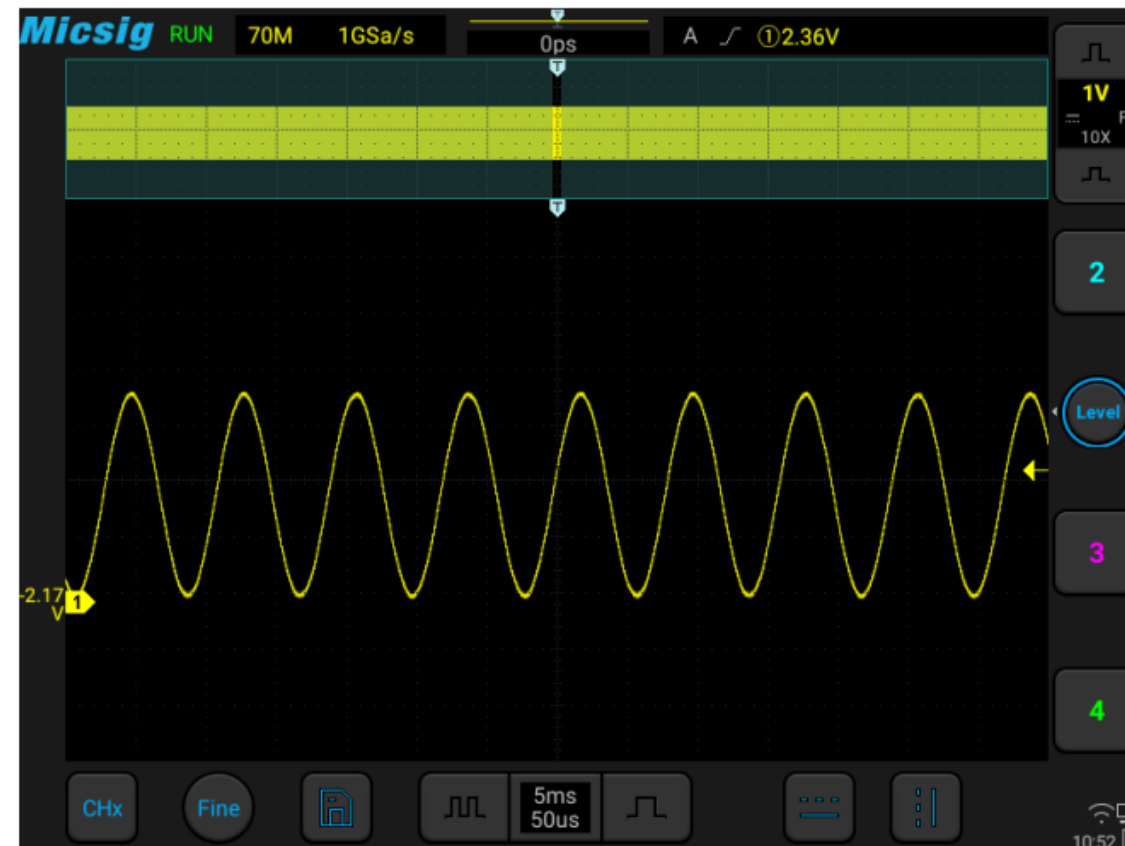 Micsig RUN 70M 1GSa/s 0ps A ①2.36V
T
1V
10X
T
2
Level
3
-2.17
V
1
4
CHx Fine 5ms
50us
10:52